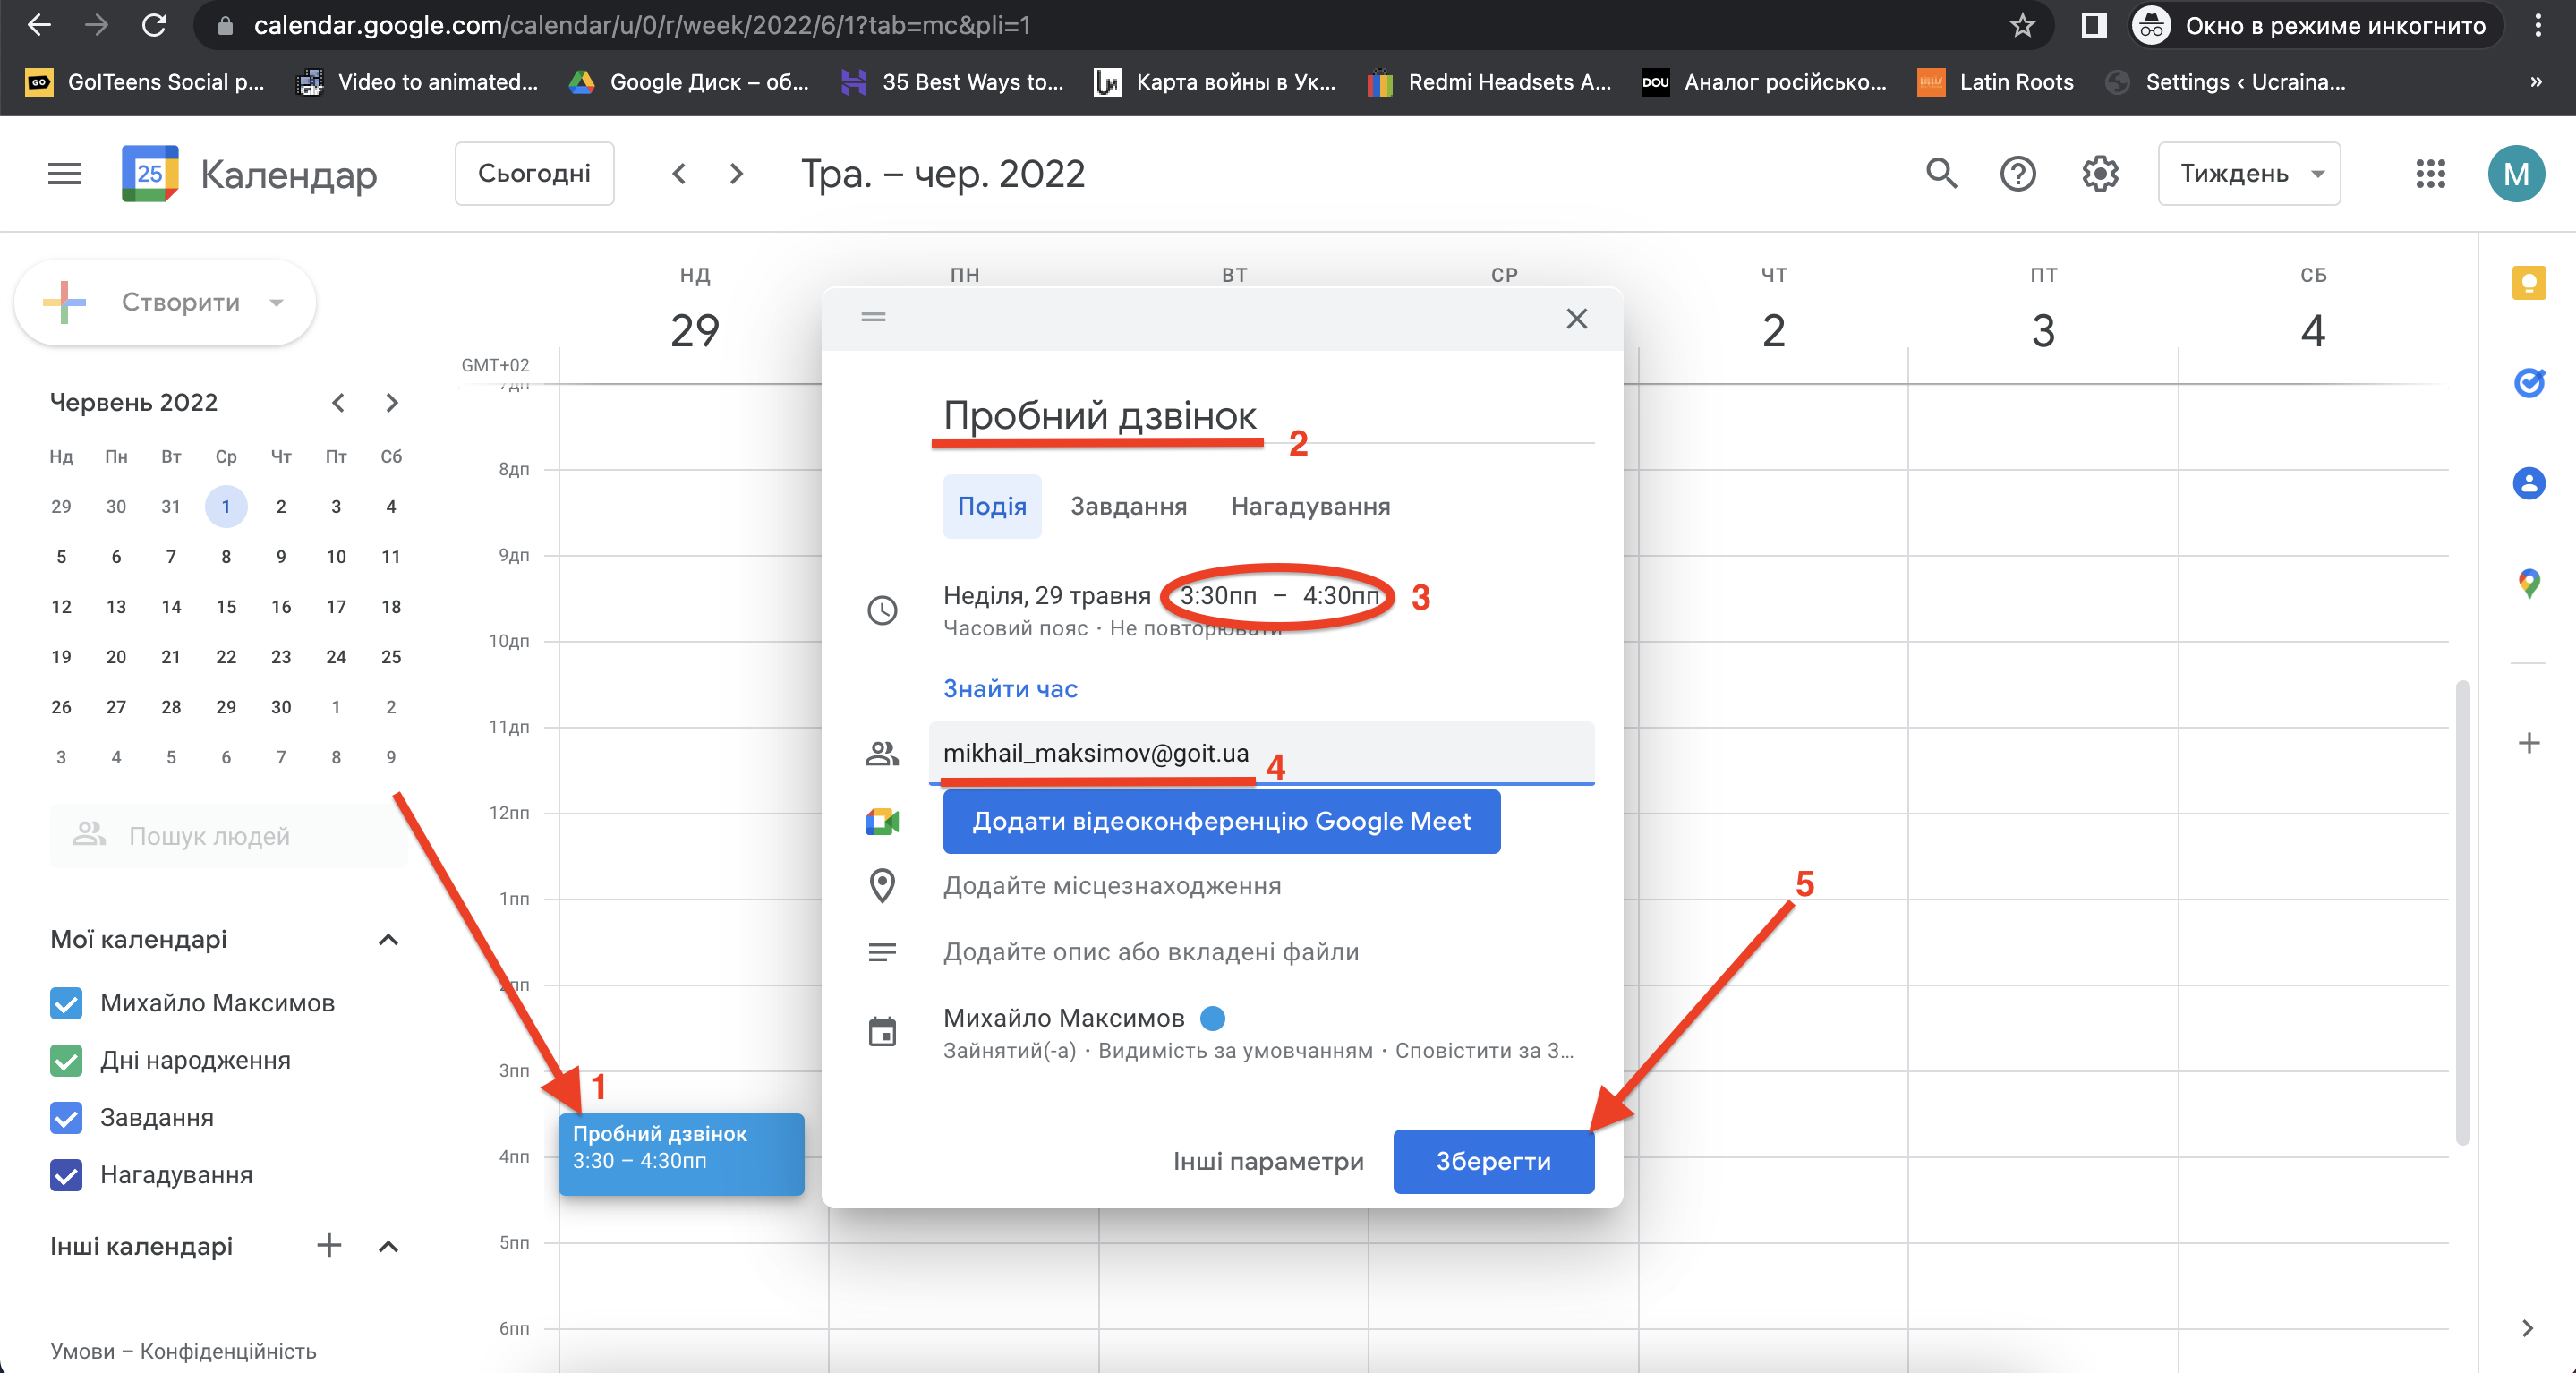 calendar.google.com/calendar/u/0/r/week/2022/6/1?tab=mc&pli=1
Окно в режиме инкогнито
GO
GoITeens Social p...
GIF
Video to animated...
Google Диск – об...
35 Best Ways to...
Карта войны в Ук...
Redmi Headsets A...
DOU
Аналог російсько...
Latin Roots
Settings ‹ Ucraina...
»
25
Календар
Сьогодні
Тра. – чер. 2022
Тиждень
M
Створити
Червень 2022
Нд Пн Вт Ср Чт Пт Сб
29 30 31 1 2 3 4
5 6 7 8 9 10 11
12 13 14 15 16 17 18
19 20 21 22 23 24 25
26 27 28 29 30 1 2
3 4 5 6 7 8 9
Пошук людей
Мої календарі
Михайло Максимов
Дні народження
Завдання
Нагадування
Інші календарі
Умови – Конфіденційність
НД ПН ВТ СР ЧТ ПТ СБ
29 2 3 4
GMT+02
7дп
8дп
9дп
10дп
11дп
12пп
1пп
2пп
3пп
4пп
5пп
6пп
1
Пробний дзвінок
3:30 – 4:30пп
Пробний дзвінок
2
Подія Завдання Нагадування
Неділя, 29 травня 3:30пп – 4:30пп
3
Часовий пояс · Не повторювати
Знайти час
mikhail_maksimov@goit.ua
4
Додати відеоконференцію Google Meet
Додайте місцезнаходження
Додайте опис або вкладені файли
Михайло Максимов
Зайнятий(-а) · Видимість за умовчанням · Сповістити за 3...
5
Інші параметри
Зберегти